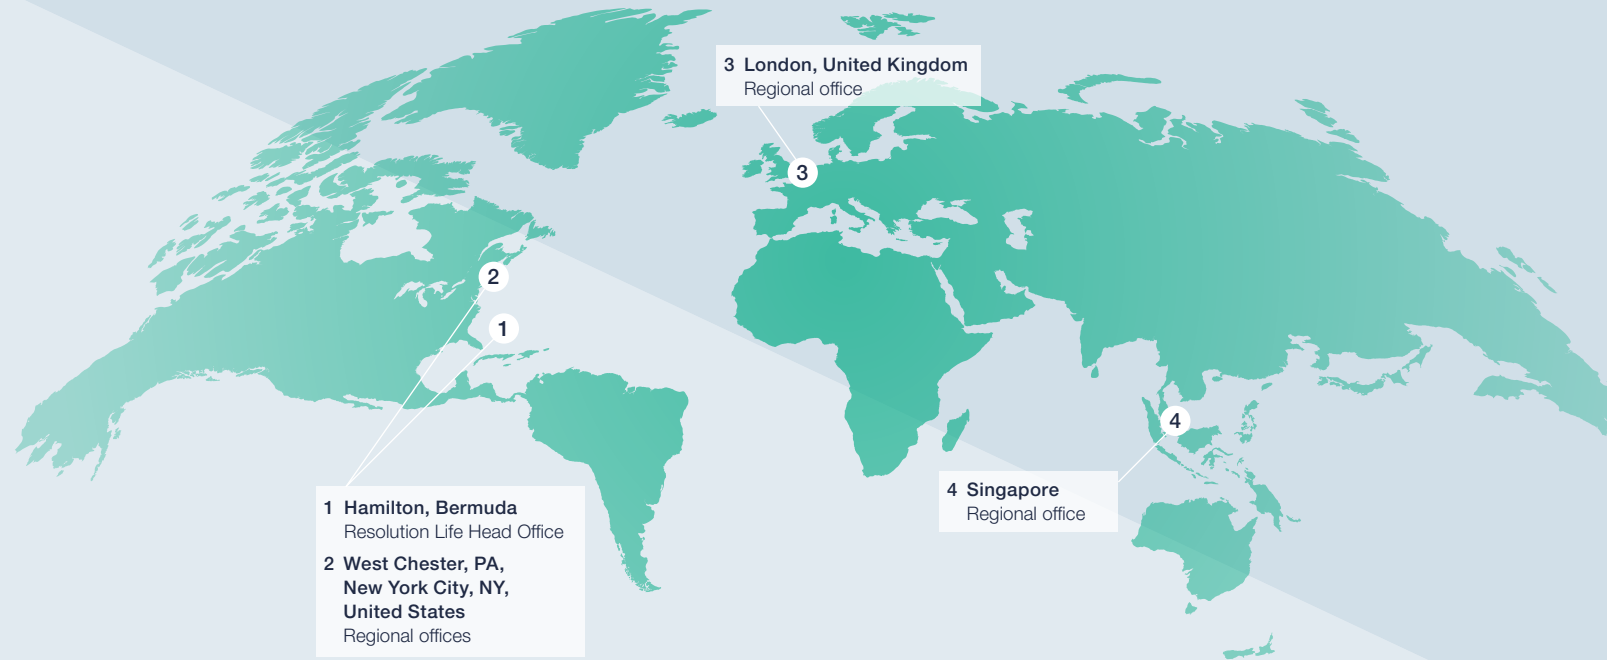 3 London, United Kingdom
Regional office
3
2
1
4
1 Hamilton, Bermuda
Resolution Life Head Office
2 West Chester, PA,
New York City, NY,
United States
Regional offices
4 Singapore
Regional office